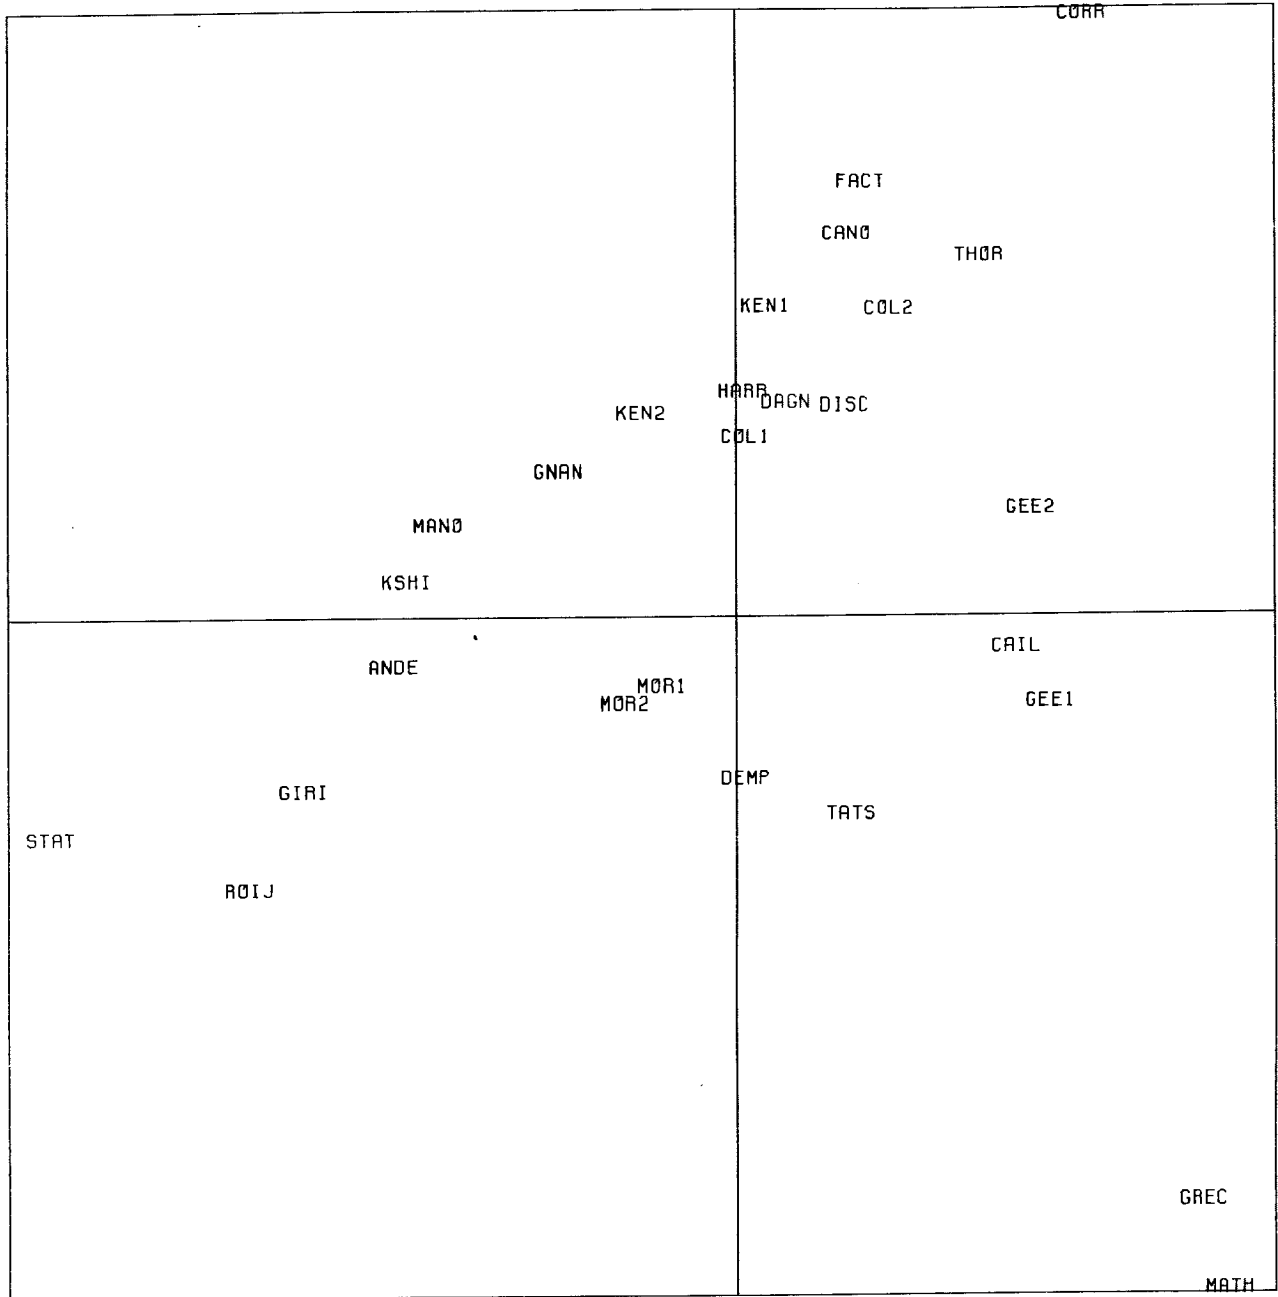 CORR
FACT
CANO
THOR
KEN1
COL2
HARR
DAGN
DISC
KEN2
COL1
GNAN
GEE2
MANO
KSHI
CAIL
ANDE
MOR1
GEE1
MOR2
DEMP
GIRI
TATS
STAT
ROIJ
GREC
MATH